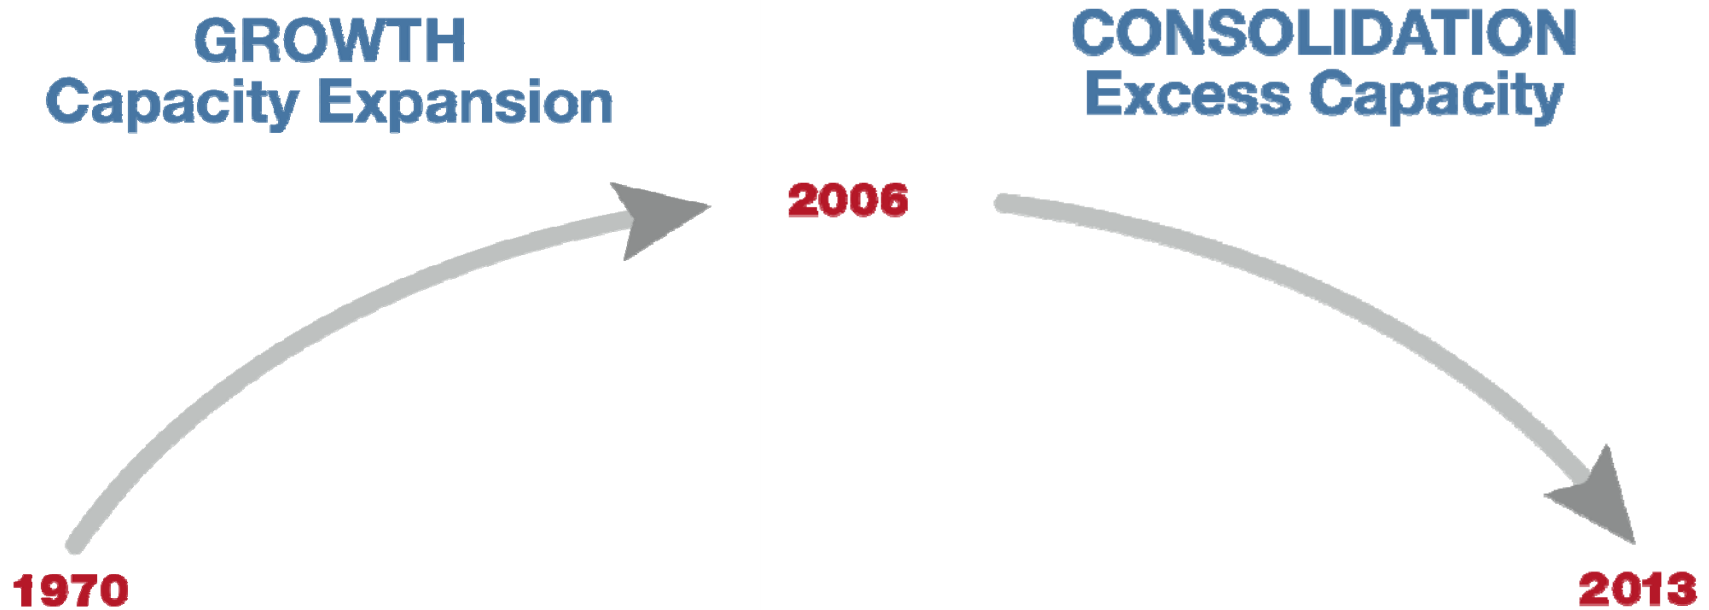 GROWTH
Capacity Expansion
CONSOLIDATION
Excess Capacity
2006
1970
2013